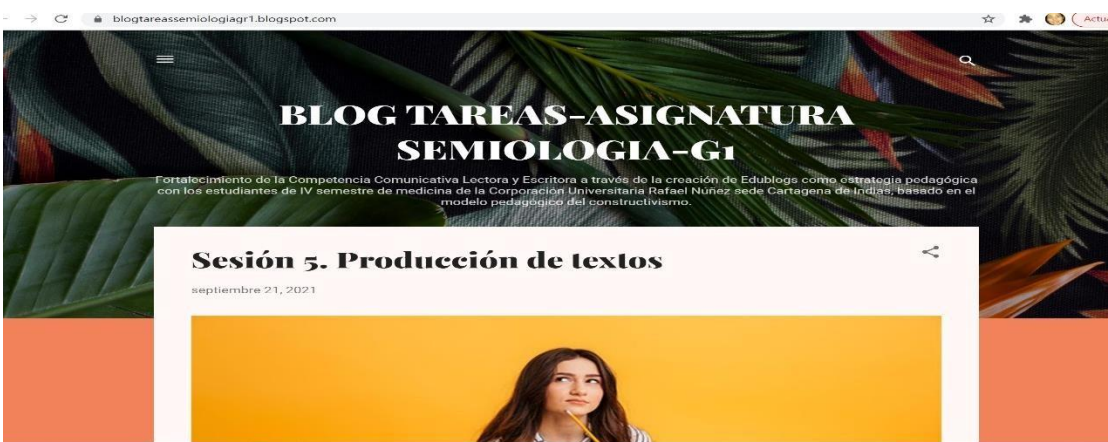 blogtareassemiologiagr1.blogspot.com
Actu
BLOG TAREAS-ASIGNATURA
SEMIOLOGIA-G1
Fortalecimiento de la Competencia Comunicativa Lectora y Escritora a través de la creación de Edublogs como estrategia pedagógica
con los estudiantes de IV semestre de medicina de la Corporación Universitaria Rafael Núñez sede Cartagena de Indias, basado en el
modelo pedagógico del constructivismo.
Sesión 5. Producción de textos
septiembre 21, 2021